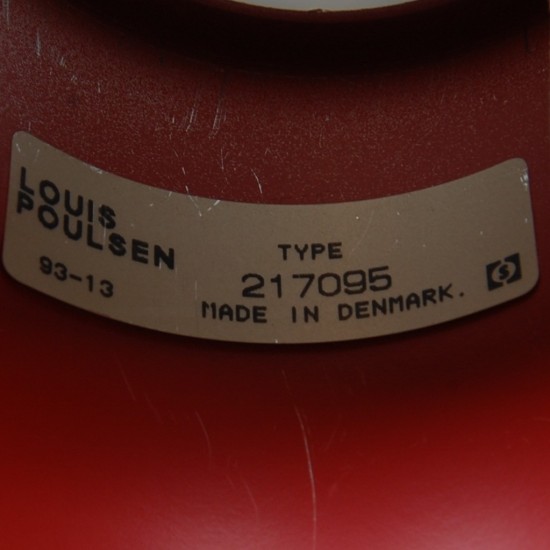 LOUIS
POULSEN
93-13
TYPE
217095
MADE IN DENMARK.